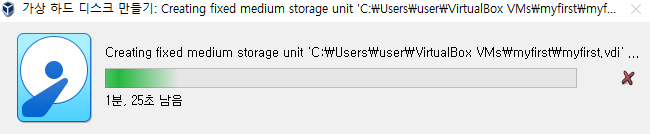 가상 하드 디스크 만들기: Creating fixed medium storage unit 'C:₩Users₩user₩VirtualBox VMs₩myfirst₩myf...
Creating fixed medium storage unit 'C:₩Users₩user₩VirtualBox VMs₩myfirst₩myfirst.vdi' ...
1분, 25초 남음